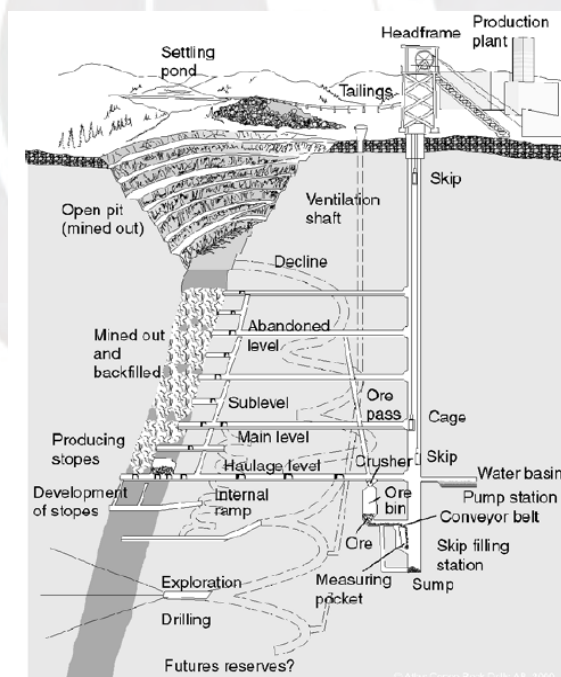 Production
plant
Headframe
Settling
pond
Tailings
Skip
Open pit
(mined out)
Ventilation
shaft
Decline
Mined out
and
backfilled
Abandoned
level
Sublevel
Ore
pass
Cage
Main level
Producing
stopes
Haulage level
Crusher
Skip
Water basin
Development
of stopes
Internal
ramp
Ore
bin
Pump station
Conveyor belt
Ore
Skip filling
station
Measuring
pocket
Sump
Exploration
Drilling
Futures reserves?